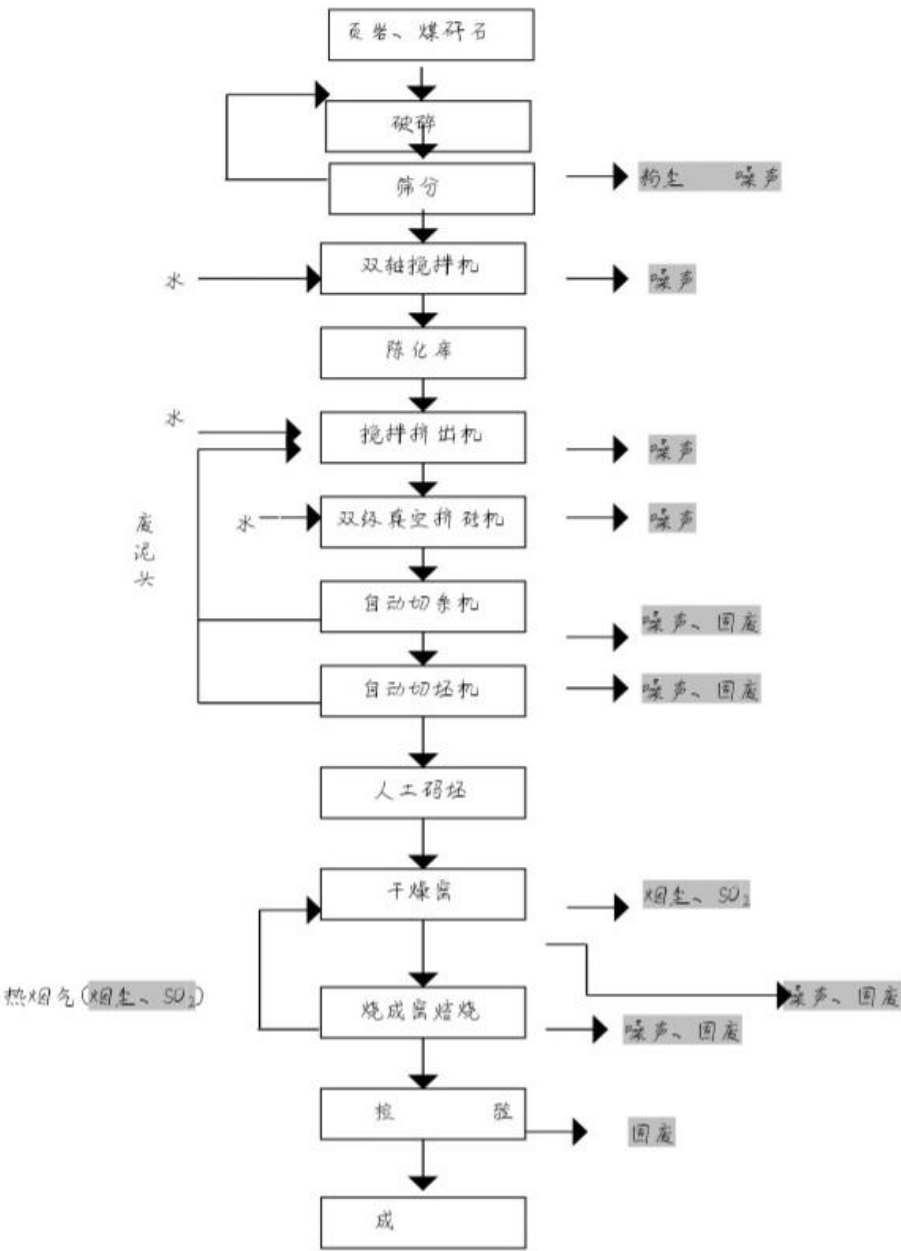 页岩、煤矸石
破碎
筛分
粉尘 噪声
水
双轴搅拌机
噪声
陈化库
水
搅拌挤出机
噪声
废泥头
水
双级真空挤砖机
噪声
自动切条机
噪声、固废
自动切坯机
噪声、固废
人工码坯
干燥窑
烟尘、SO₂
热烟气(烟尘、SO₂)
噪声、固废
烧成窑焙烧
噪声、固废
检 验
固废
成